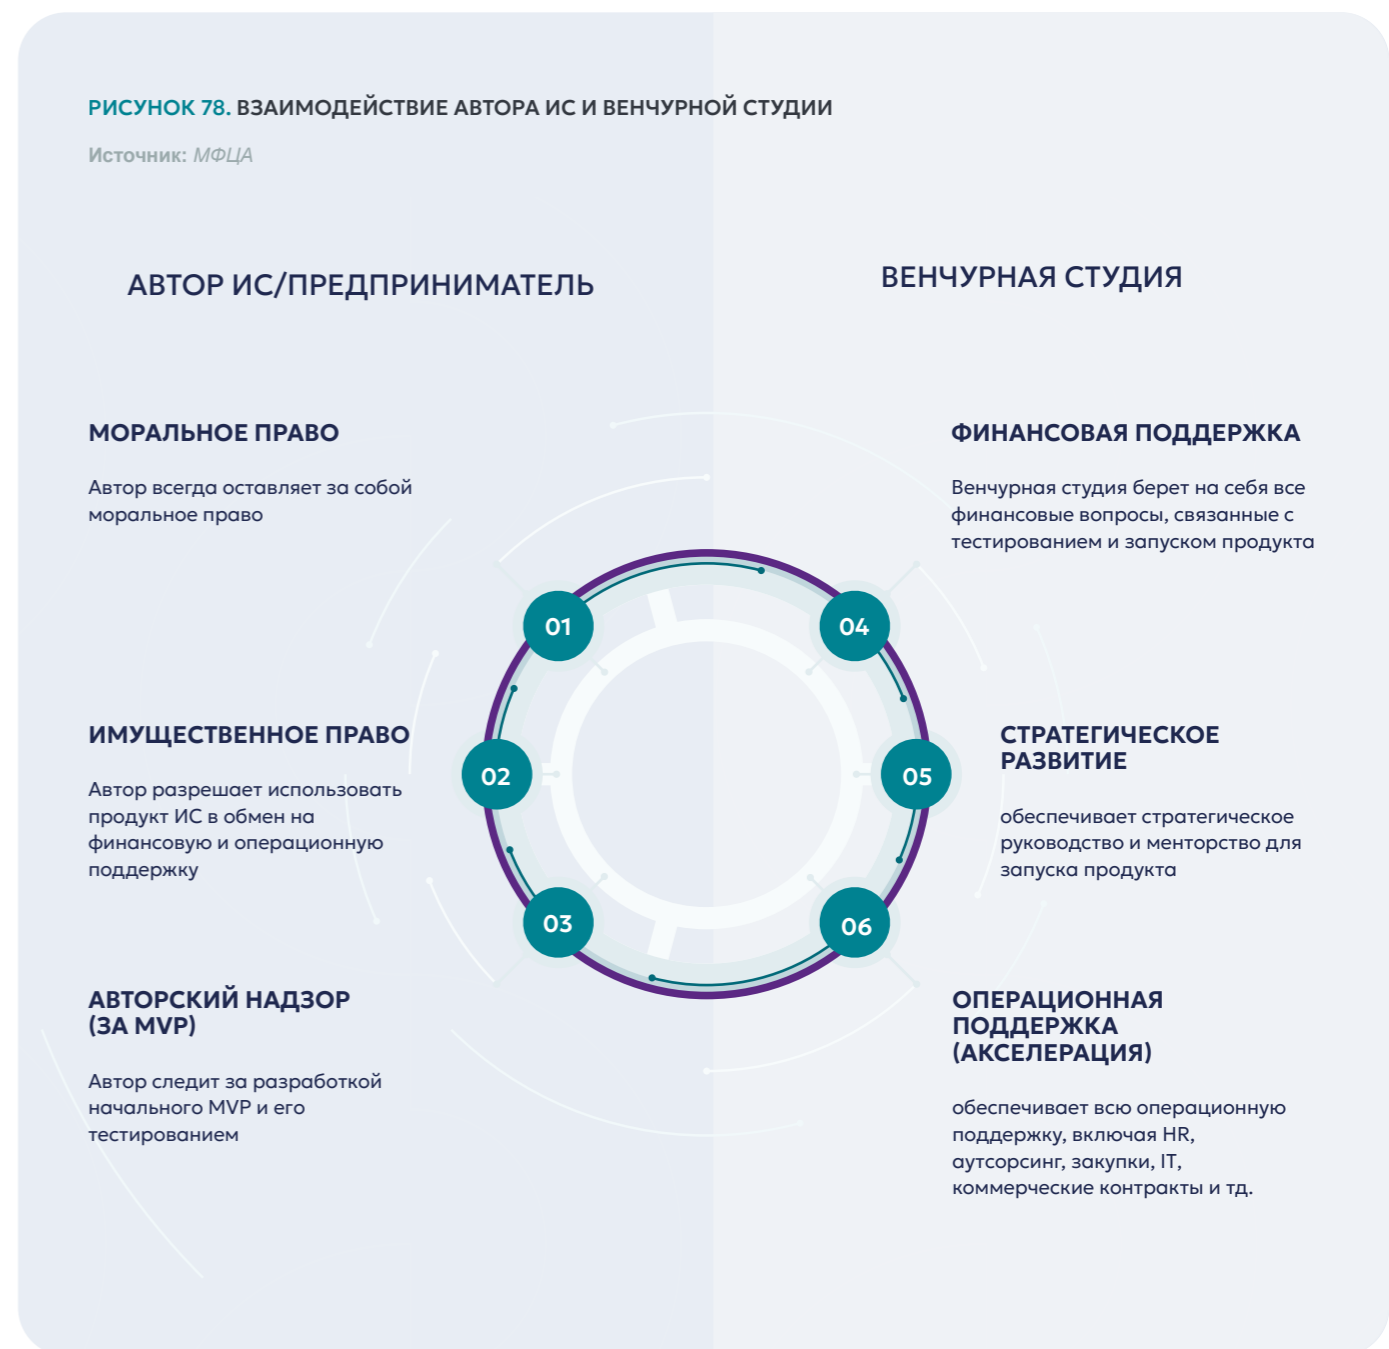 РИСУНОК 78. ВЗАИМОДЕЙСТВИЕ АВТОРА ИС И ВЕНЧУРНОЙ СТУДИИ
Источник: МФЦА
АВТОР ИС/ПРЕДПРИНИМАТЕЛЬ
МОРАЛЬНОЕ ПРАВО
Автор всегда оставляет за собой
моральное право
01
ИМУЩЕСТВЕННОЕ ПРАВО
Автор разрешает использовать
продукт ИС в обмен на
финансовую и операционную
поддержку
02
АВТОРСКИЙ НАДЗОР
(ЗА MVP)
Автор следит за разработкой
начального MVP и его
тестированием
03
ВЕНЧУРНАЯ СТУДИЯ
ФИНАНСОВАЯ ПОДДЕРЖКА
Венчурная студия берет на себя все
финансовые вопросы, связанные с
тестированием и запуском продукта
04
СТРАТЕГИЧЕСКОЕ
РАЗВИТИЕ
обеспечивает стратегическое
руководство и менторство для
запуска продукта
05
ОПЕРАЦИОННАЯ
ПОДДЕРЖКА
(АКСЕЛЕРАЦИЯ)
обеспечивает всю операционную
поддержку, включая HR,
аутсорсинг, закупки, IT,
коммерческие контракты и тд.
06